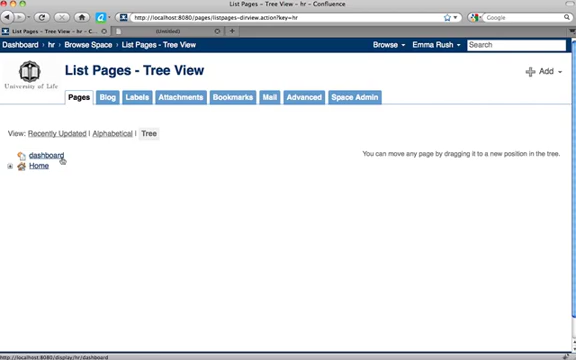 List Pages - Tree View - hr - Confluence
http://localhost:8080/pages/listpages-dirview.action?key=hr
Google
List Pages - Tree View - hr - C...
(Untitled)
Dashboard > hr > Browse Space > List Pages - Tree View
Browse
Emma Rush
Search
University of Life
List Pages - Tree View
Add
Pages
Blog
Labels
Attachments
Bookmarks
Mail
Advanced
Space Admin
View: Recently Updated | Alphabetical | Tree
dashboard
You can move any page by dragging it to a new position in the tree.
Home
http://localhost:8080/display/hr/dashboard